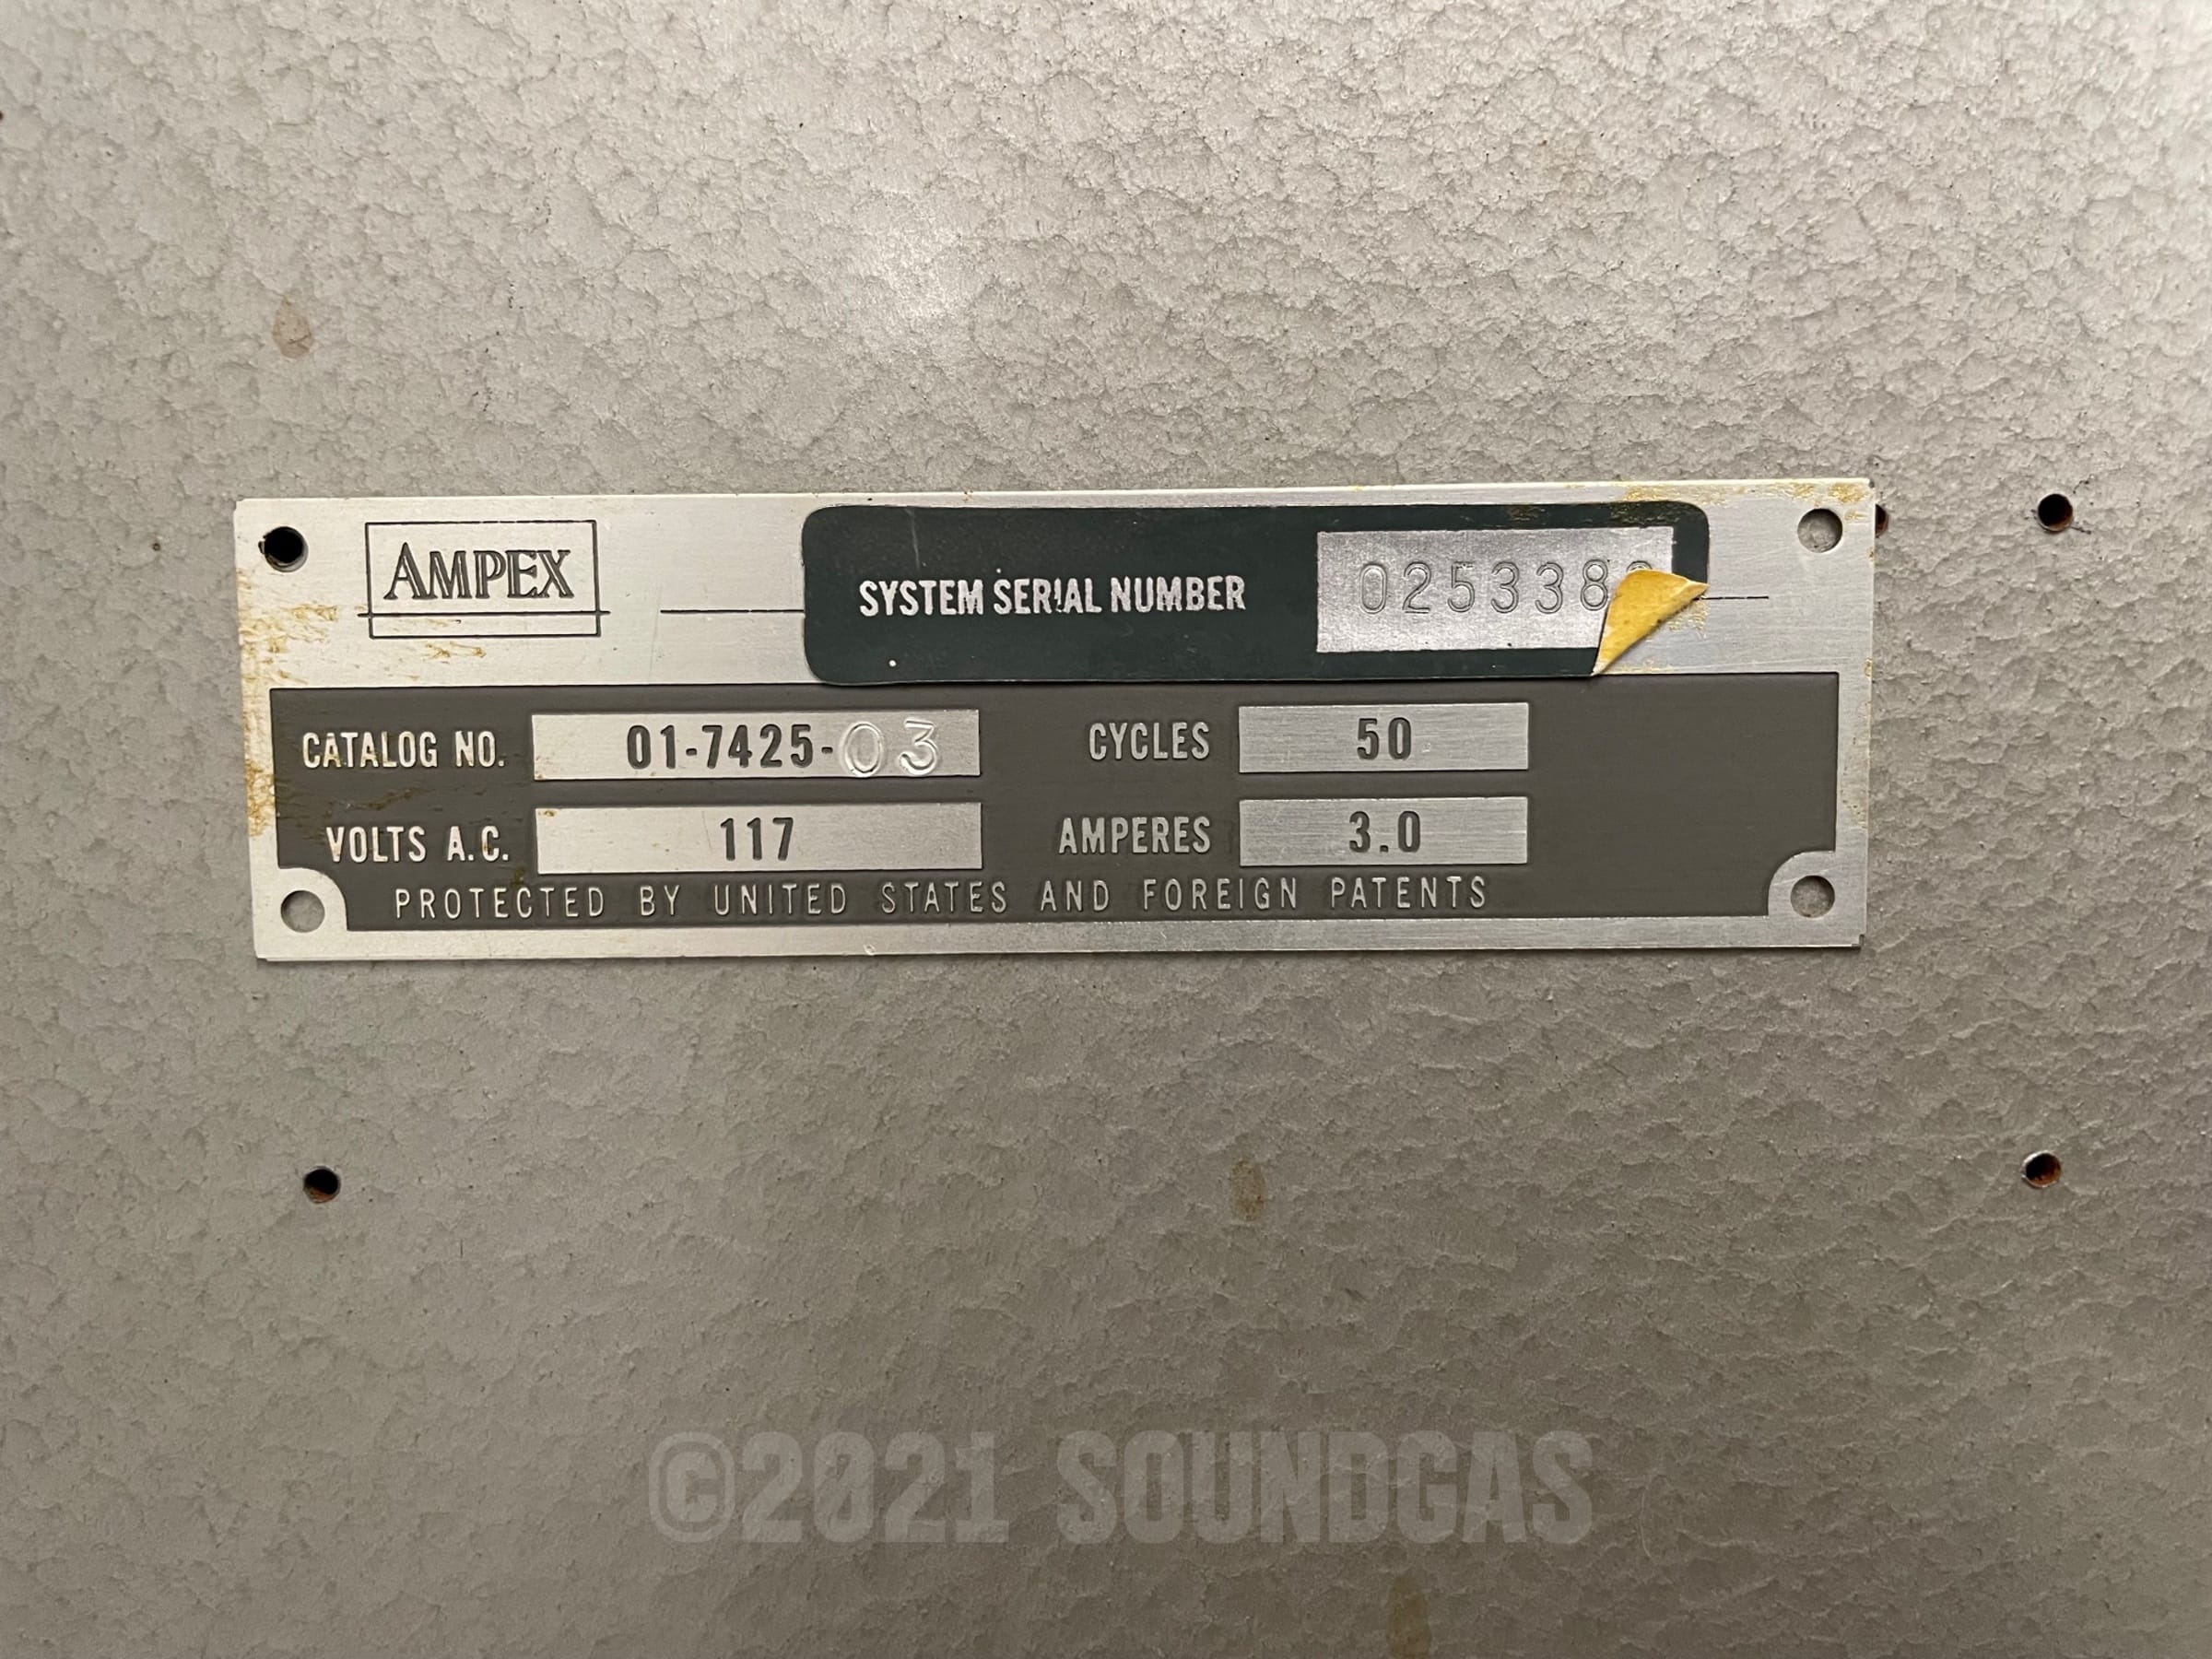 AMPEX
SYSTEM SERIAL NUMBER
CATALOG NO. 01-7425-03
CYCLES 50
VOLTS A.C. 117
AMPERES 3.0
PROTECTED BY UNITED STATES AND FOREIGN PATENTS
©2021 SOUNDGAS